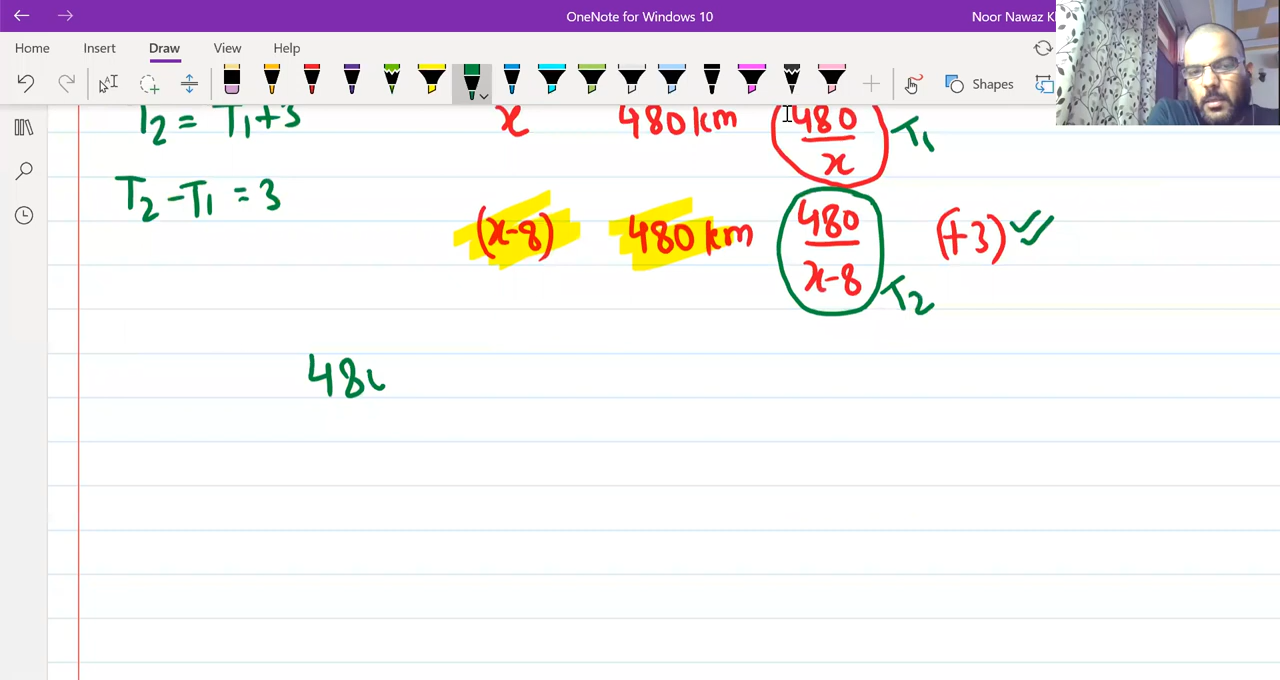 OneNote for Windows 10
Noor Nawaz K
Home Insert Draw View Help
Shapes
T2 = T1+3 x 480 km 480/x T1
T2 - T1 = 3
(x-8) 480 km 480/x-8 (+3) T2
480